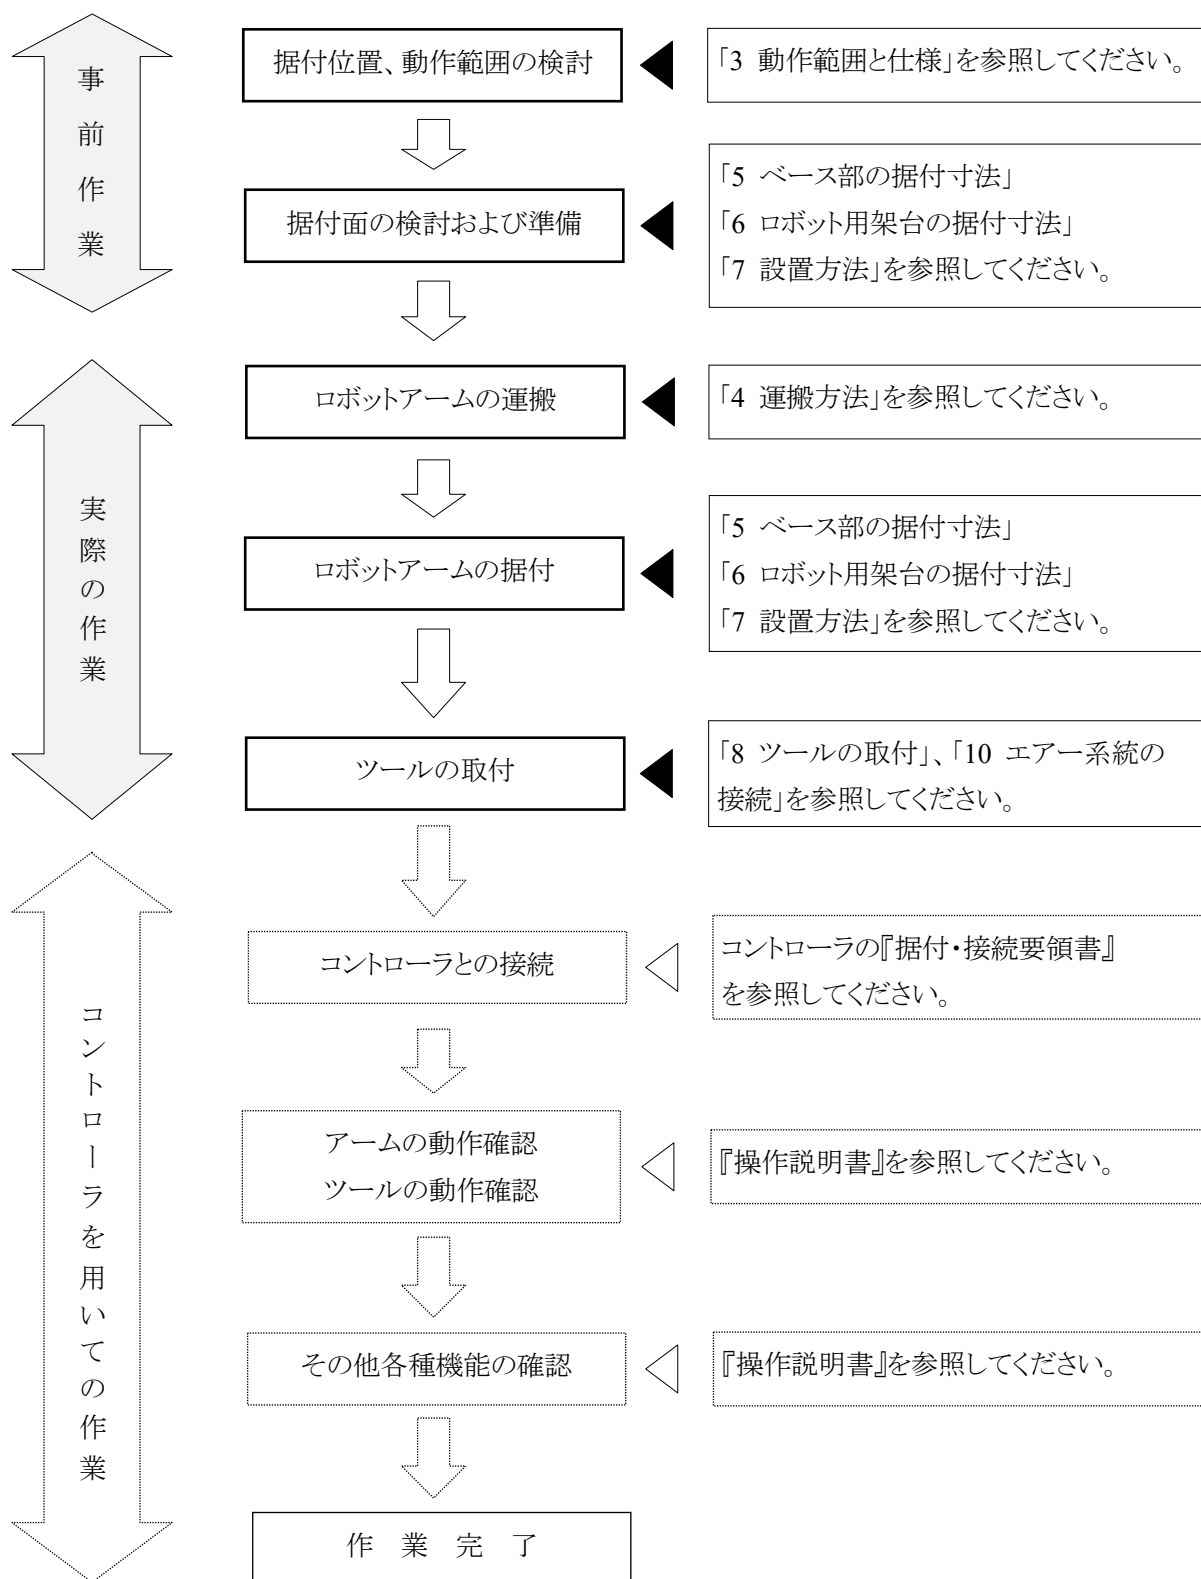 事前作業
据付位置、動作範囲の検討
「3 動作範囲と仕様」を参照してください。
据付面の検討および準備
「5 ベース部の据付寸法」
「6 ロボット用架台の据付寸法」
「7 設置方法」を参照してください。
実際の作業
ロボットアームの運搬
「4 運搬方法」を参照してください。
ロボットアームの据付
「5 ベース部の据付寸法」
「6 ロボット用架台の据付寸法」
「7 設置方法」を参照してください。
ツールの取付
「8 ツールの取付」、「10 エアー系統の
接続」を参照してください。
コントローラを用いての作業
コントローラとの接続
コントローラの『据付・接続要領書』
を参照してください。
アームの動作確認
ツールの動作確認
『操作説明書』を参照してください。
その他各種機能の確認
『操作説明書』を参照してください。
作 業 完 了